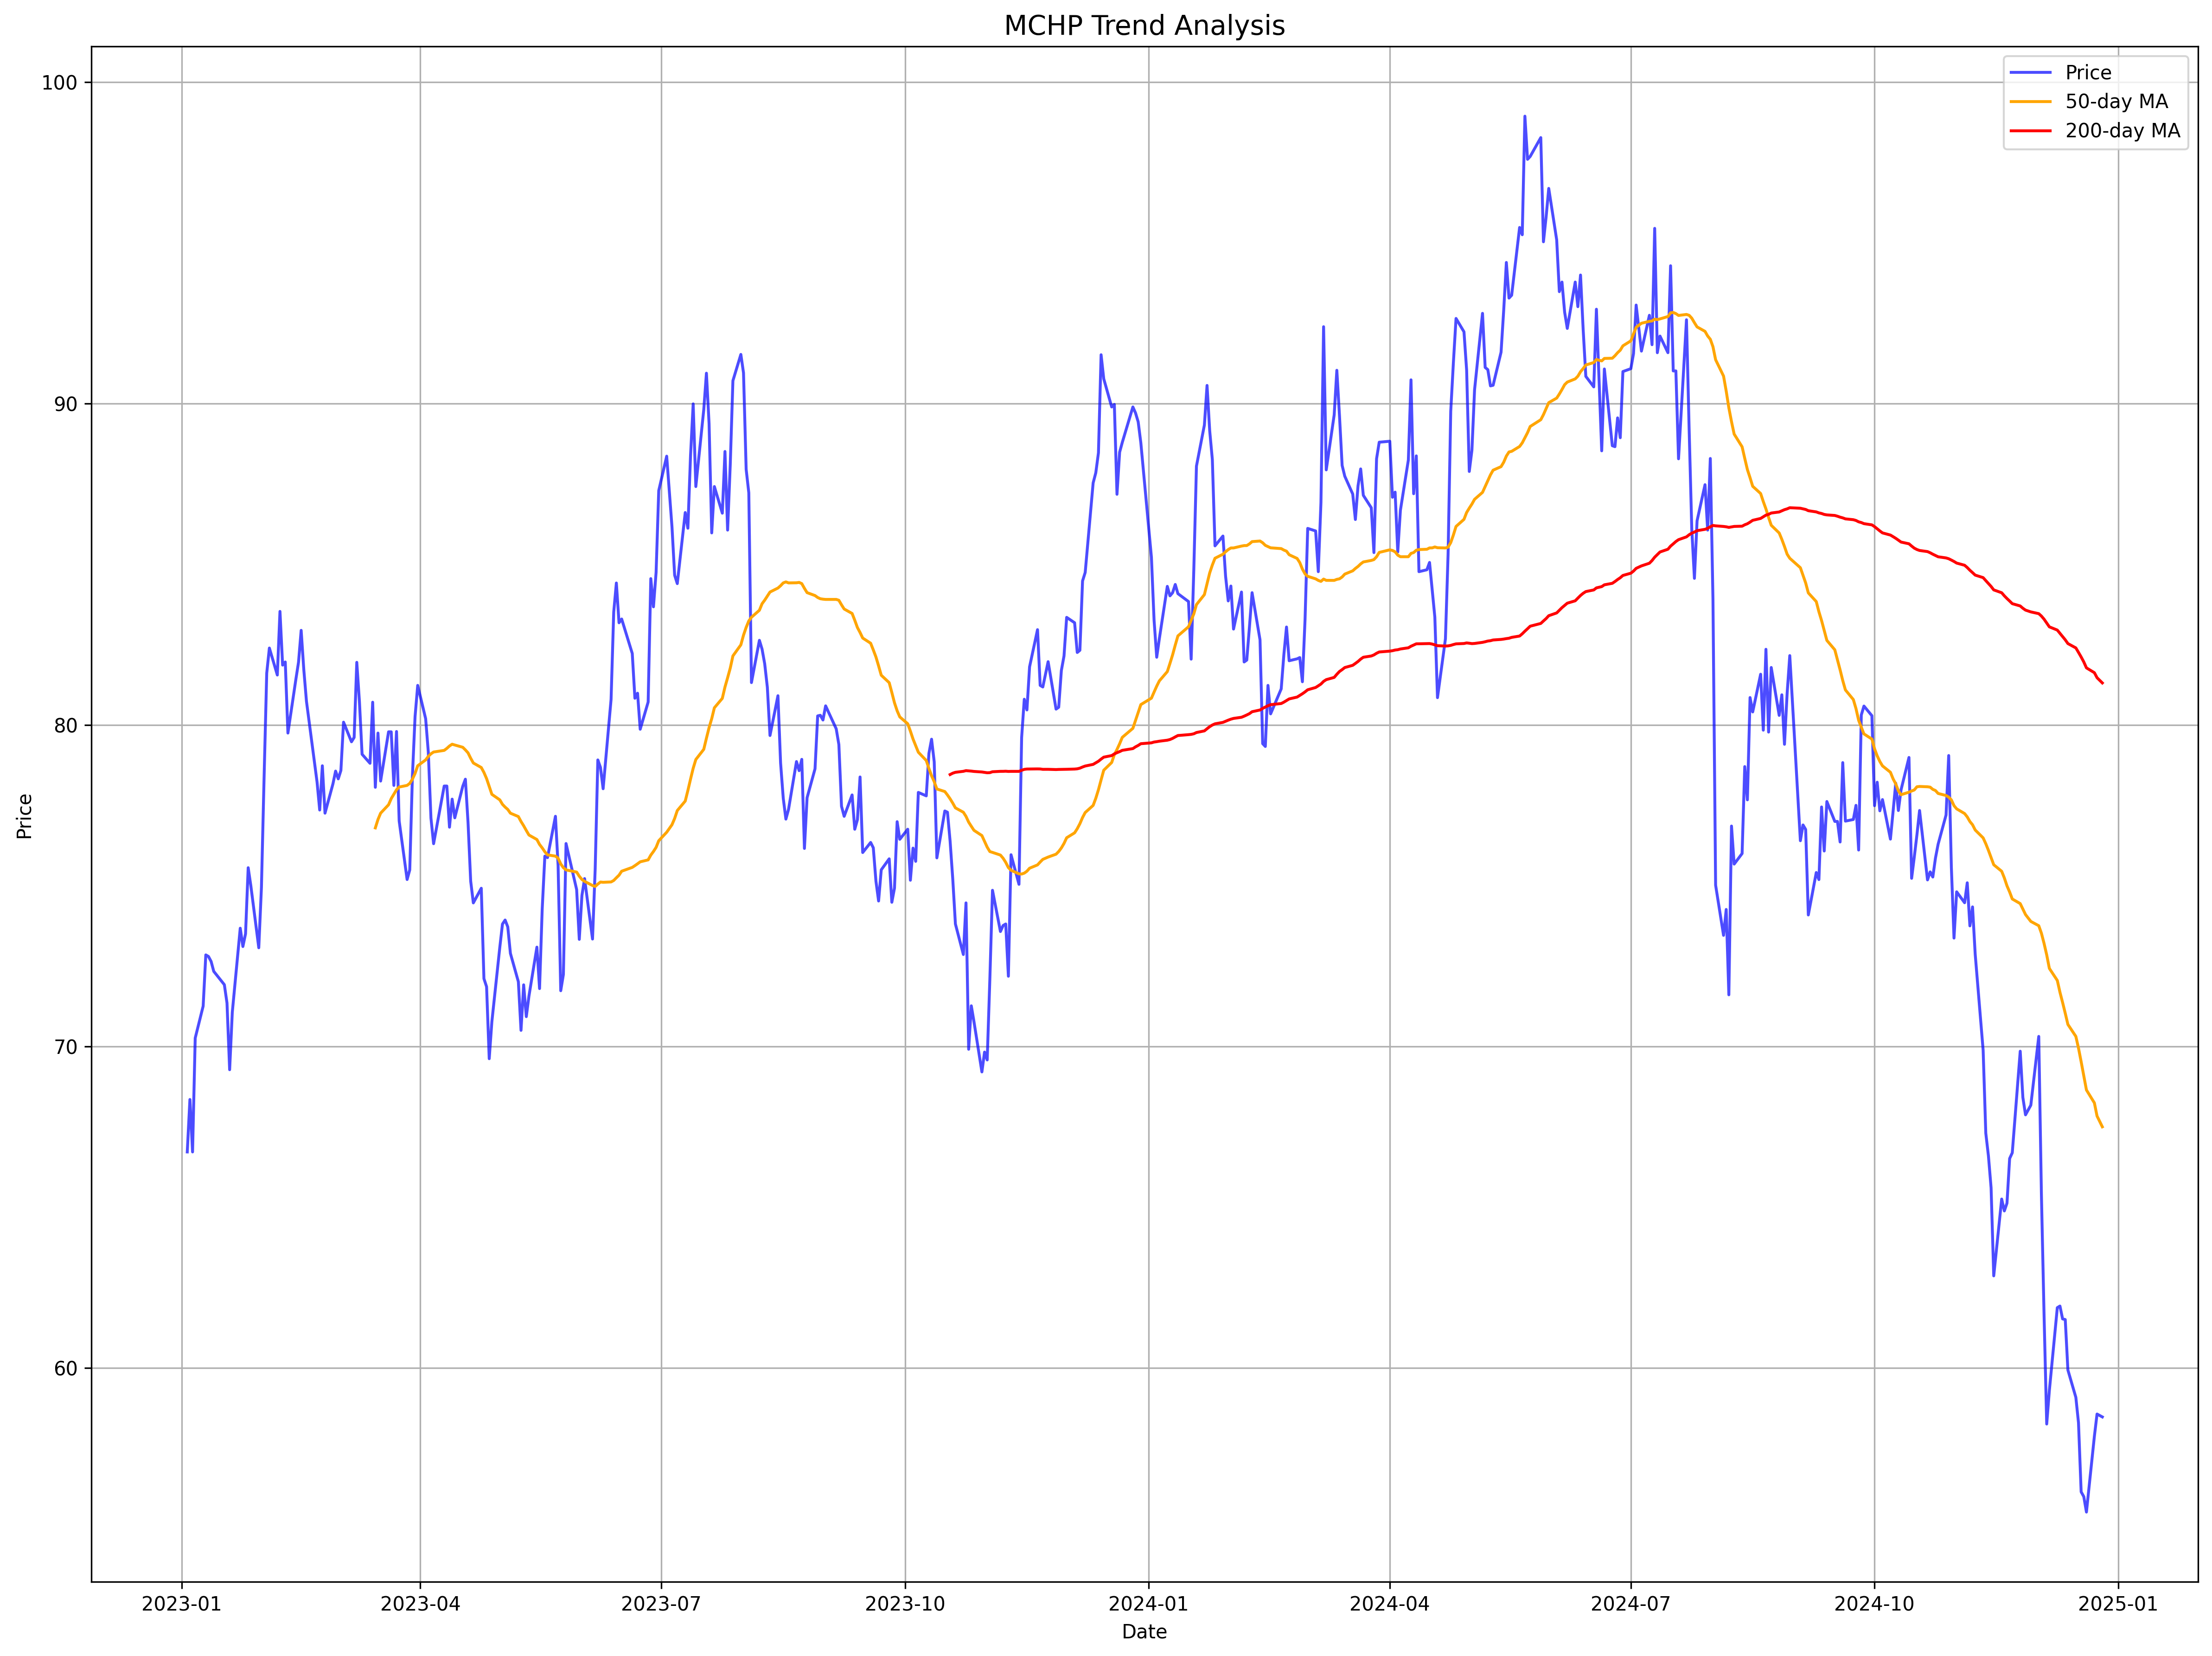 MCHP Trend Analysis
Price
50-day MA
200-day MA
100
90
80
70
60
Price
2023-01
2023-04
2023-07
2023-10
2024-01
2024-04
2024-07
2024-10
2025-01
Date